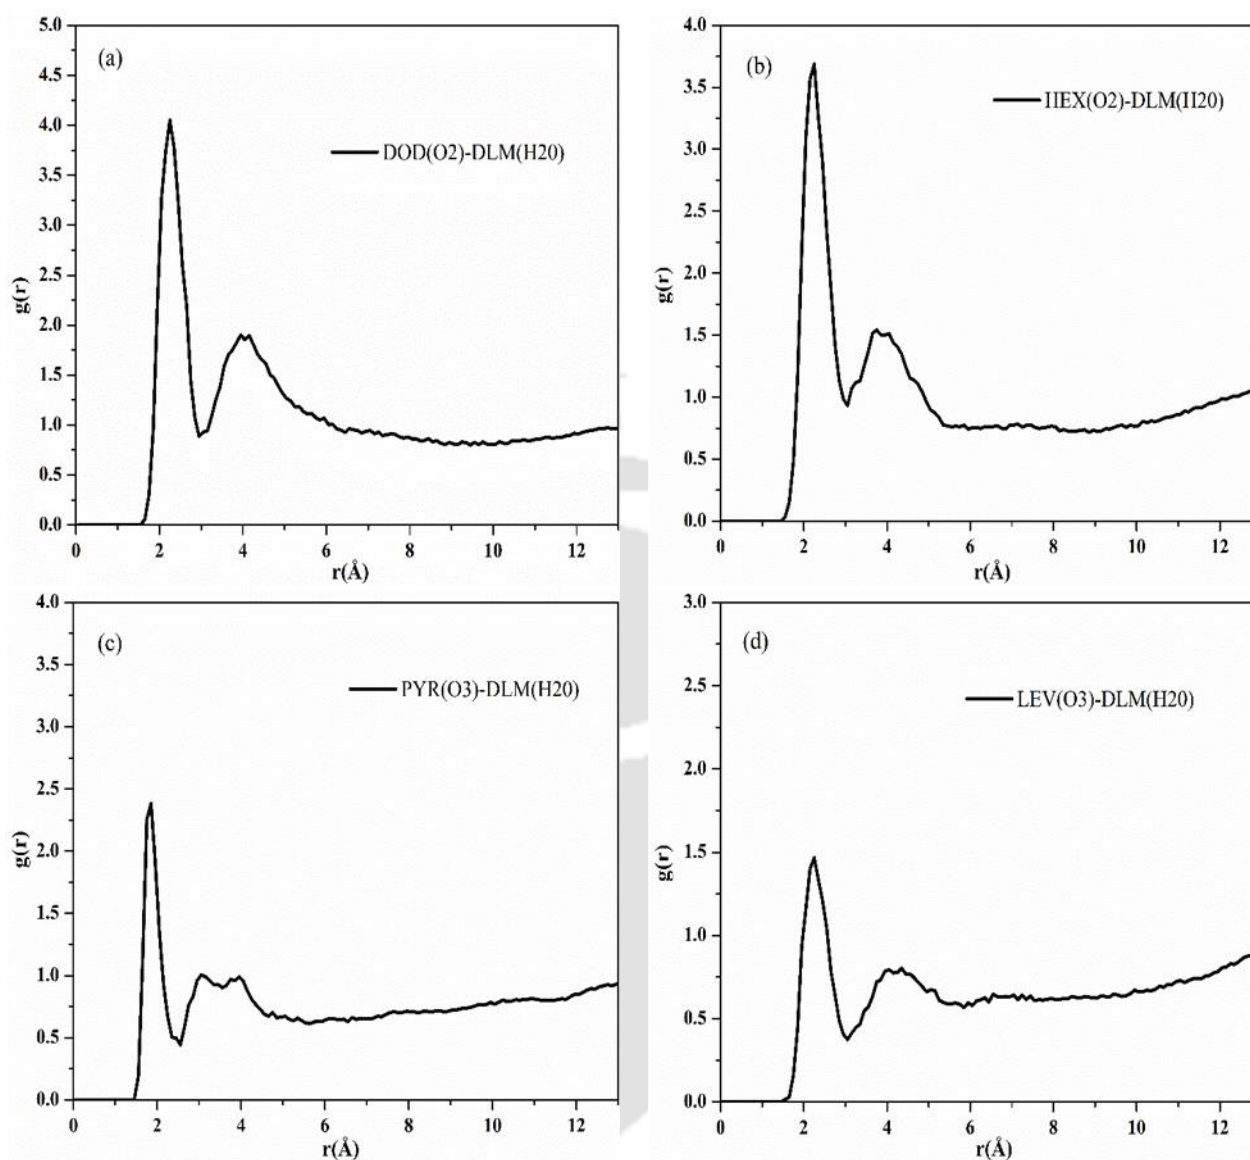 (a)
DOD(O2)-DLM(H20)
5.0
4.5
4.0
3.5
3.0
2.5
2.0
1.5
1.0
0.5
0.0
g(r)
0 2 4 6 8 10 12
r(Å)
(b)
HEX(O2)-DLM(H20)
4.0
3.5
3.0
2.5
2.0
1.5
1.0
0.5
0.0
g(r)
0 2 4 6 8 10 12
r(Å)
(c)
PYR(O3)-DLM(H20)
4.0
3.5
3.0
2.5
2.0
1.5
1.0
0.5
0.0
g(r)
0 2 4 6 8 10 12
r(Å)
(d)
LEV(O3)-DLM(H20)
3.0
2.5
2.0
1.5
1.0
0.5
0.0
g(r)
0 2 4 6 8 10 12
r(Å)